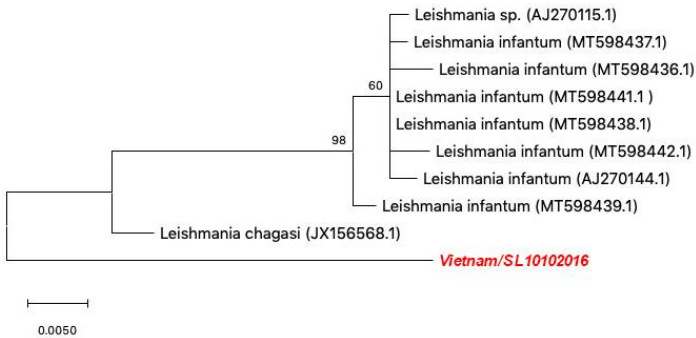 Leishmania sp. (AJ270115.1)
Leishmania infantum (MT598437.1)
Leishmania infantum (MT598436.1)
60
Leishmania infantum (MT598441.1 )
Leishmania infantum (MT598438.1)
98
Leishmania infantum (MT598442.1)
Leishmania infantum (AJ270144.1)
Leishmania infantum (MT598439.1)
Leishmania chagasi (JX156568.1)
Vietnam/SL10102016
0.0050